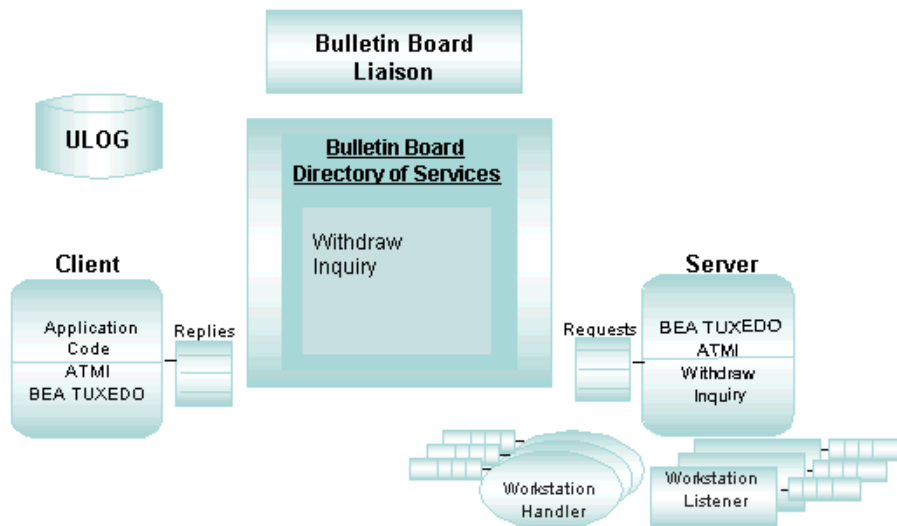 Bulletin Board
Liaison
ULOG
Bulletin Board
Directory of Services
Withdraw
Inquiry
Client
Application
Code
ATMI
BEA TUXEDO
Replies
Requests
Server
BEA TUXEDO
ATMI
Withdraw
Inquiry
Workstation
Handler
Workstation
Listener